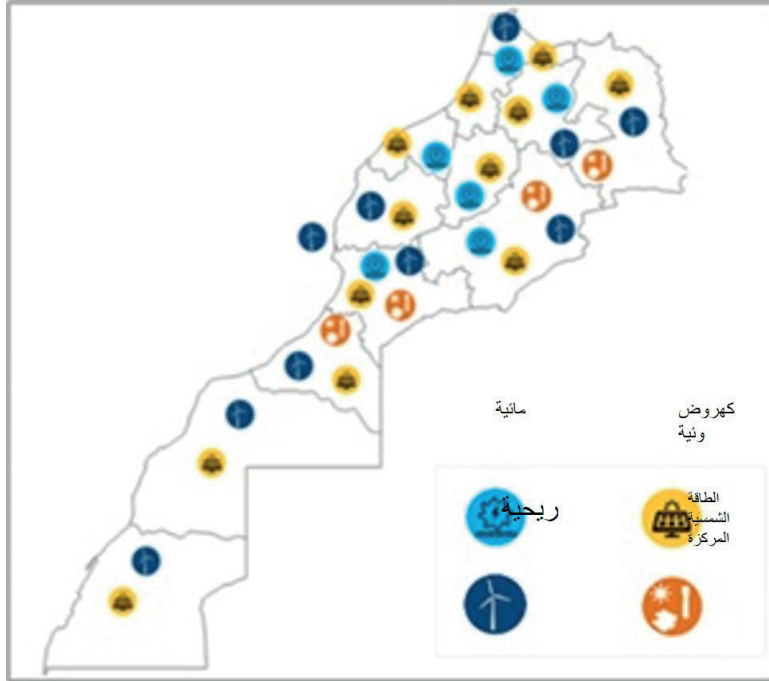 مائية
كهروض
وئية
ريحية
الطاقة
الشمسية
المركزة